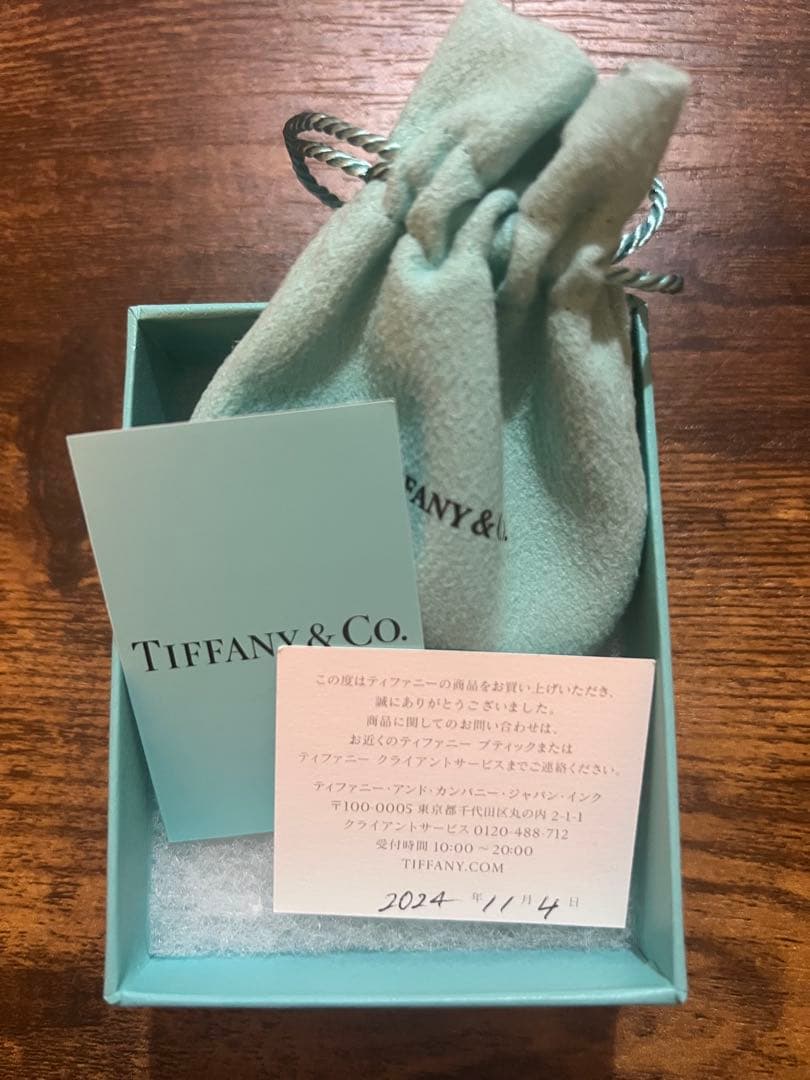 FANY & CO.
TIFFANY & CO.
この度はティファニーの商品をお買い上げいただき、
誠にありがとうございました。
商品に関してのお問い合わせは、
お近くのティファニー ブティックまたは
ティファニー クライアントサービスまでご連絡ください。
ティファニー・アンド・カンパニー・ジャパン・インク
〒100-0005 東京都千代田区丸の内 2-1-1
クライアントサービス 0120-488-712
受付時間 10:00 ~ 20:00
TIFFANY.COM
2024 年 11 月 4 日